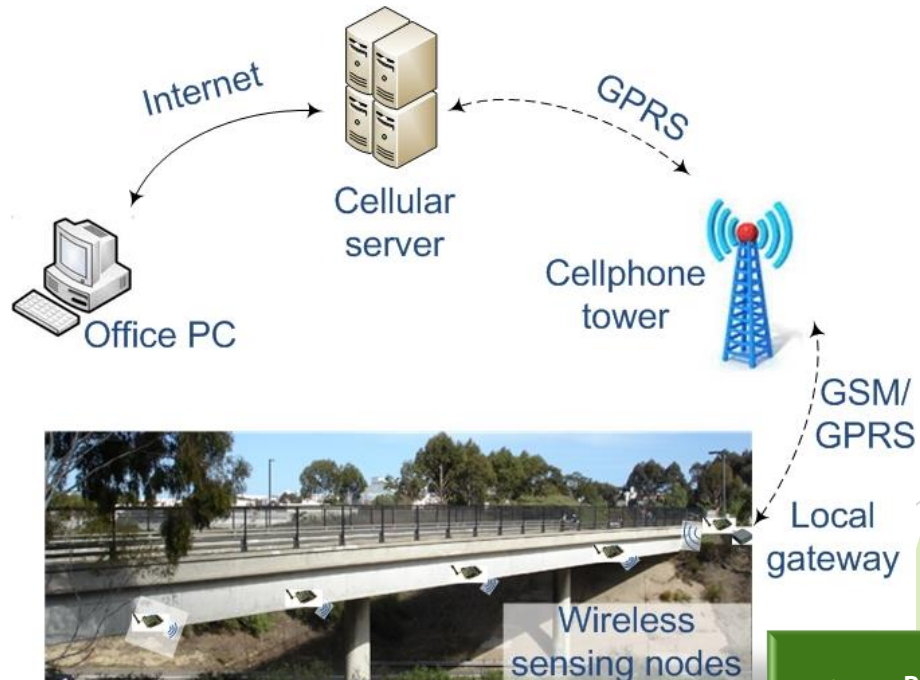 Internet
GPRS
Cellular
server
Cellphone
tower
Office PC
GSM/
GPRS
Local
gateway
Wireless
sensing nodes